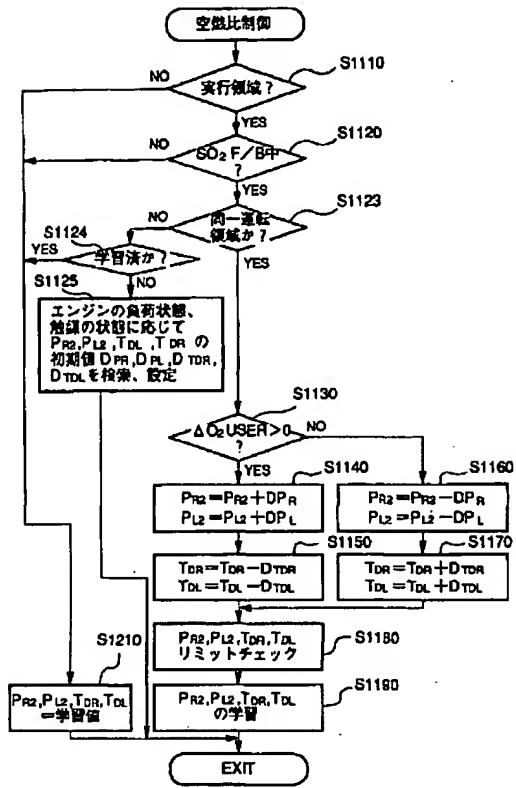 空燃比制御
S1110
実行領域？
NO
YES
S1120
SO2 F／B中
？
NO
YES
S1123
同一運転
領域か？
NO
YES
S1124
学習済か？
YES
NO
S1125
エンジンの負荷状態、
触媒の状態に応じて
PR2,PL2,TDL,TDR の
初期値 DPR,DPL,DTDR,
DTDLを検索、設定
S1130
ΔO2 USER>0
？
NO
YES
S1140
PR2=PR2+DPR
PL2=PL2+DPL
S1160
PR2=PR2-DPR
PL2=PL2-DPL
S1150
TDR=TDR-DTDR
TDL=TDL-DTDL
S1170
TDR=TDR+DTDR
TDL=TDL+DTDL
S1180
PR2,PL2,TDR,TDL
リミットチェック
S1190
PR2,PL2,TDR,TDL
の学習
S1210
PR2,PL2,TDR,TDL
＝学習値
EXIT